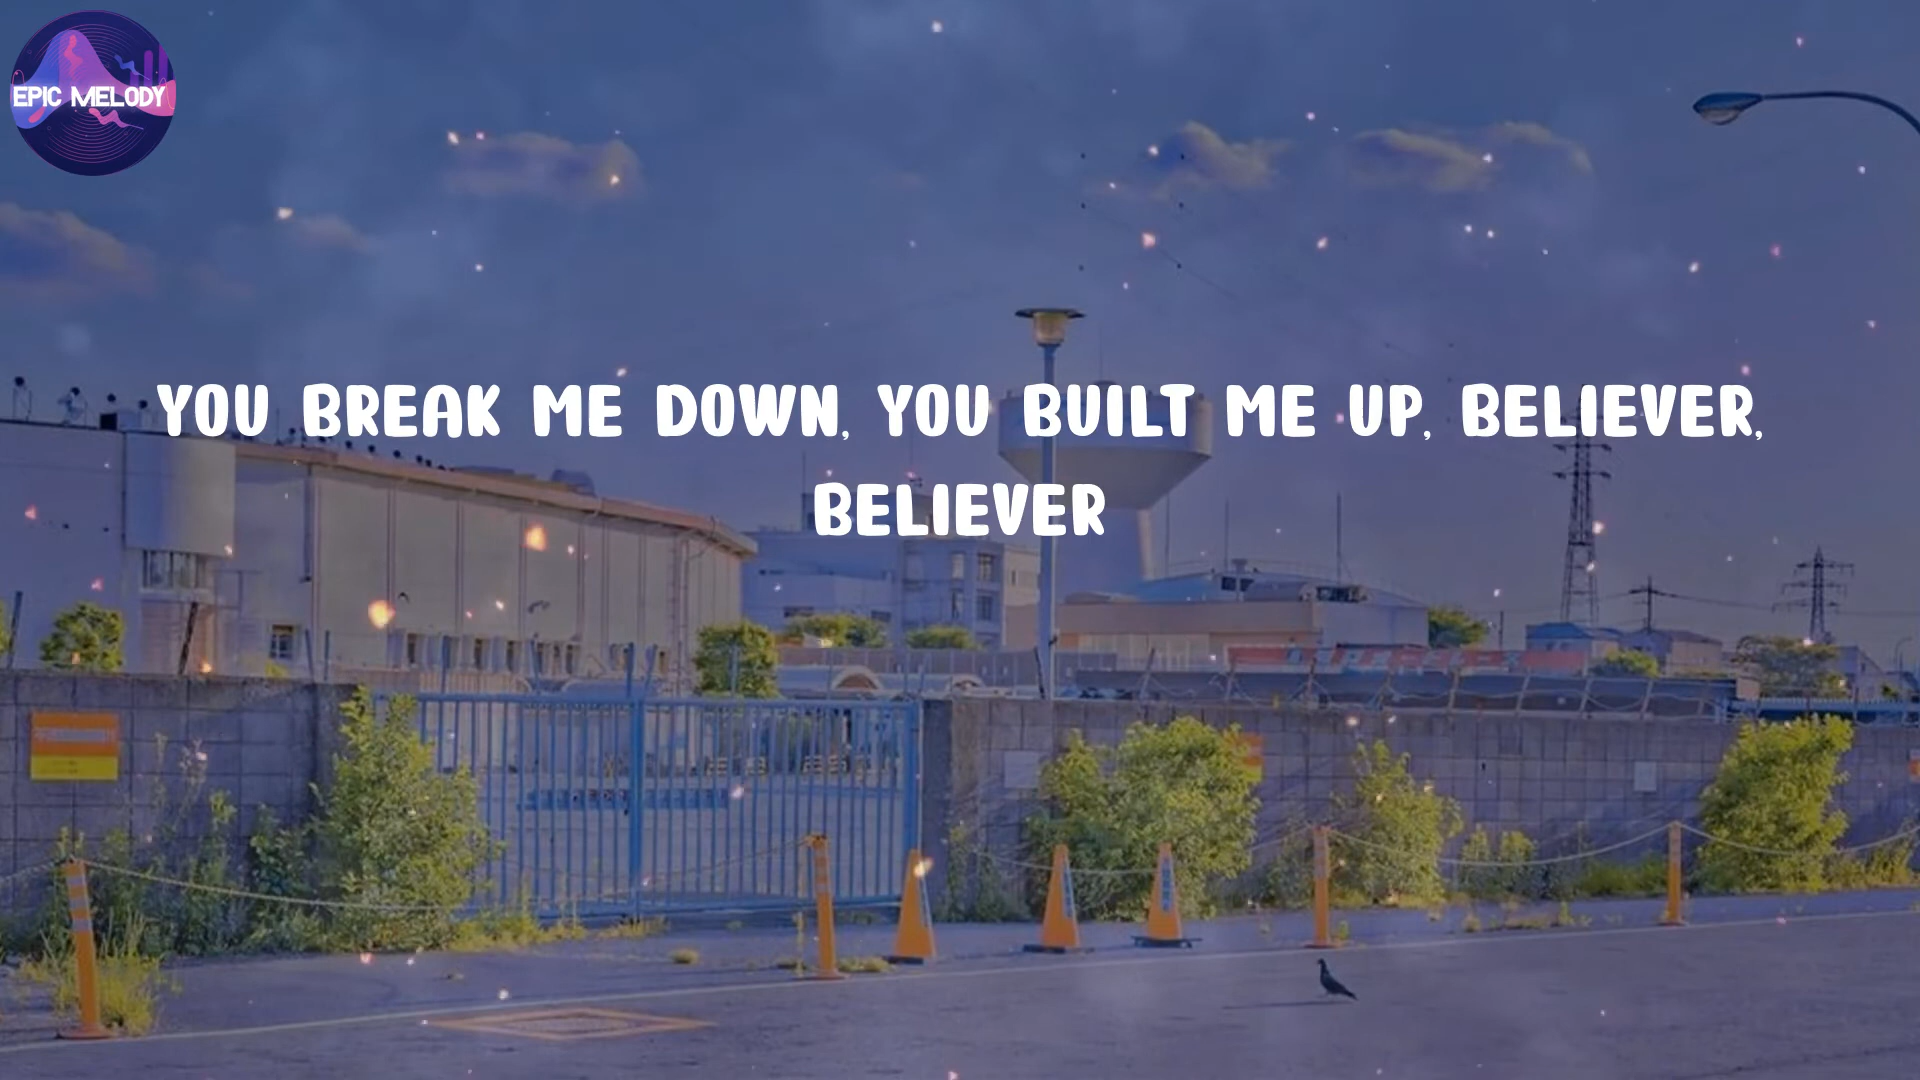 EPIC MELODY
YOU BREAK ME DOWN, YOU BUILT ME UP, BELIEVER,
BELIEVER